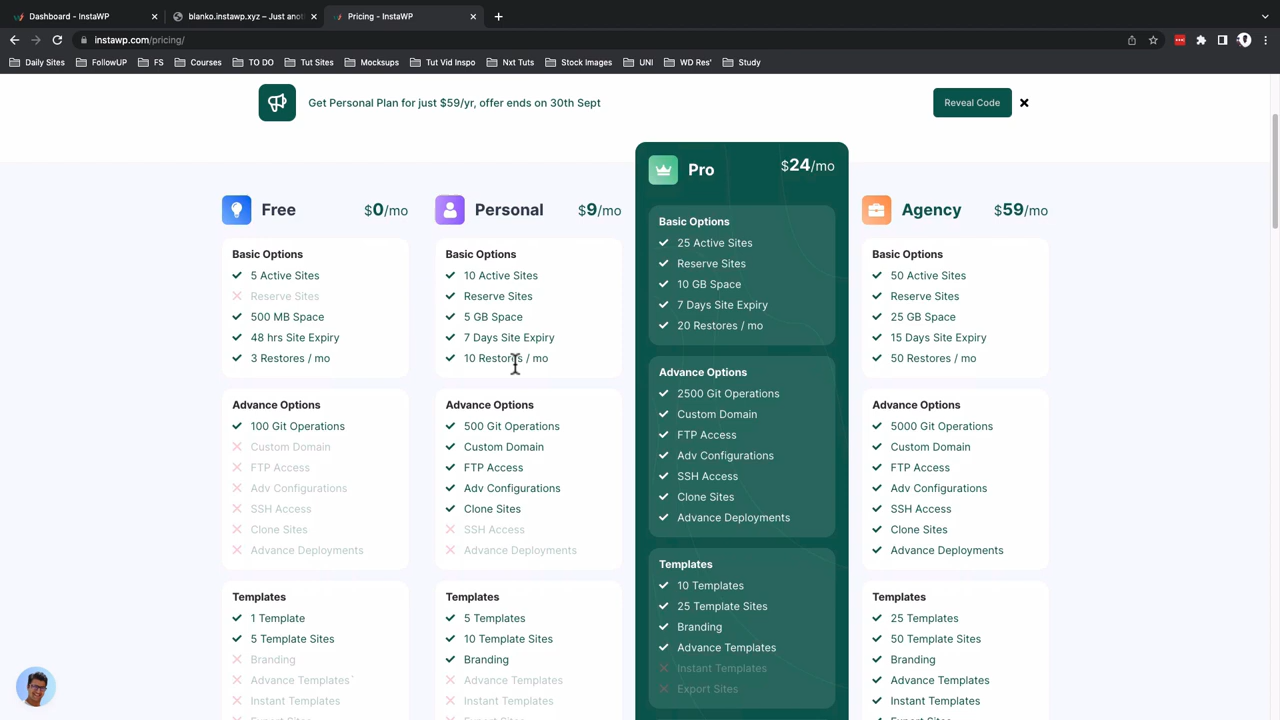 Dashboard - InstaWP
blanko.instawp.xyz – Just anot
Pricing - InstaWP
instawp.com/pricing/
Daily Sites
FollowUP
FS
Courses
TO DO
Tut Sites
Mocksups
Tut Vid Inspo
Nxt Tuts
Stock Images
UNI
WD Res'
Study
Get Personal Plan for just $59/yr, offer ends on 30th Sept
Reveal Code
Free
$0/mo
Basic Options
5 Active Sites
Reserve Sites
500 MB Space
48 hrs Site Expiry
3 Restores / mo
Advance Options
100 Git Operations
Custom Domain
FTP Access
Adv Configurations
SSH Access
Clone Sites
Advance Deployments
Templates
1 Template
5 Template Sites
Branding
Advance Templates`
Instant Templates
Personal
$9/mo
Basic Options
10 Active Sites
Reserve Sites
5 GB Space
7 Days Site Expiry
10 Restores / mo
Advance Options
500 Git Operations
Custom Domain
FTP Access
Adv Configurations
Clone Sites
SSH Access
Advance Deployments
Templates
5 Templates
10 Template Sites
Branding
Advance Templates
Instant Templates
Pro
$24/mo
Basic Options
25 Active Sites
Reserve Sites
10 GB Space
7 Days Site Expiry
20 Restores / mo
Advance Options
2500 Git Operations
Custom Domain
FTP Access
Adv Configurations
SSH Access
Clone Sites
Advance Deployments
Templates
10 Templates
25 Template Sites
Branding
Advance Templates
Instant Templates
Export Sites
Agency
$59/mo
Basic Options
50 Active Sites
Reserve Sites
25 GB Space
15 Days Site Expiry
50 Restores / mo
Advance Options
5000 Git Operations
Custom Domain
FTP Access
Adv Configurations
SSH Access
Clone Sites
Advance Deployments
Templates
25 Templates
50 Template Sites
Branding
Advance Templates
Instant Templates